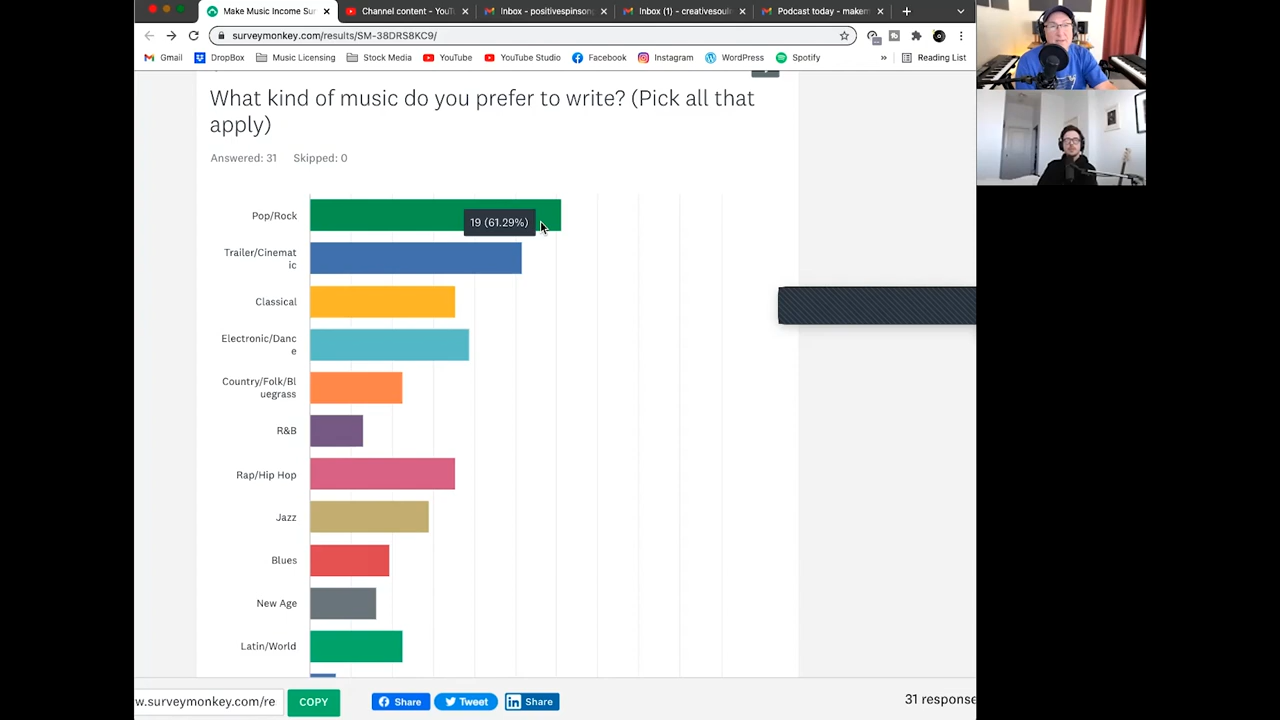 Make Music Income Sur
Channel content - YouT
Inbox - positivespinsong
Inbox (1) - creativesoul
Podcast today - makem
surveymonkey.com/results/SM-38DRS8KC9/
Gmail
DropBox
Music Licensing
Stock Media
YouTube
YouTube Studio
Facebook
Instagram
WordPress
Spotify
»
Reading List
What kind of music do you prefer to write? (Pick all that
apply)
Answered: 31 Skipped: 0
Pop/Rock
19 (61.29%)
Trailer/Cinemat
ic
Classical
Electronic/Danc
e
Country/Folk/Bl
uegrass
R&B
Rap/Hip Hop
Jazz
Blues
New Age
Latin/World
w.surveymonkey.com/re
COPY
Share
Tweet
Share
31 response